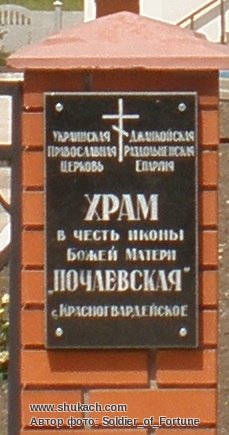 Украинская Джанкойская
Православная Раздольненская
Церковь Епархия
ХРАМ
в честь иконы
Божей Матери
„ПОЧАЕВСКАЯ"
с.Красногвардейское
www.shukach.com
Автор фото: Soldier_of_Fortune